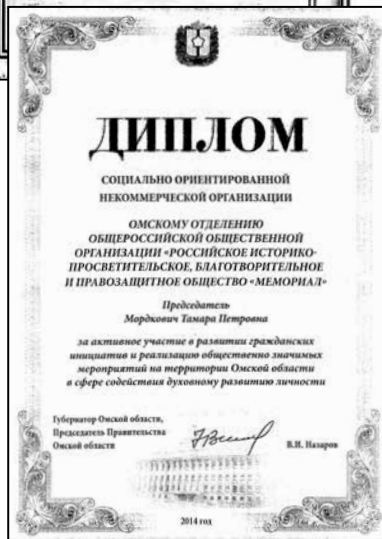 ДИПЛОМ
СОЦИАЛЬНО ОРИЕНТИРОВАННОЙ
НЕКОММЕРЧЕСКОЙ ОРГАНИЗАЦИИ
ОМСКОМУ ОТДЕЛЕНИЮ
ОБЩЕРОССИЙСКОЙ ОБЩЕСТВЕННОЙ
ОРГАНИЗАЦИИ «РОССИЙСКОЕ ИСТОРИКО-
ПРОСВЕТИТЕЛЬСКОЕ, БЛАГОТВОРИТЕЛЬНОЕ
И ПРАВОЗАЩИТНОЕ ОБЩЕСТВО «МЕМОРИАЛ»
Председатель
Мордкович Тамара Петровна
за активное участие в развитии гражданских
инициатив и реализацию общественно значимых
мероприятий на территории Омской области
в сфере содействия духовному развитию личности
Губернатор Омской области,
Председатель Правительства
Омской области
В.И. Назаров
2014 год